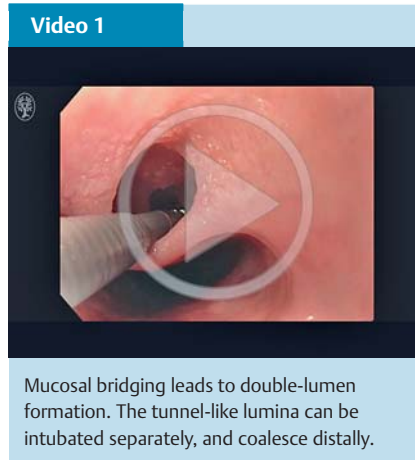 Video 1
Mucosal bridging leads to double-lumen
formation. The tunnel-like lumina can be
intubated separately, and coalesce distally.